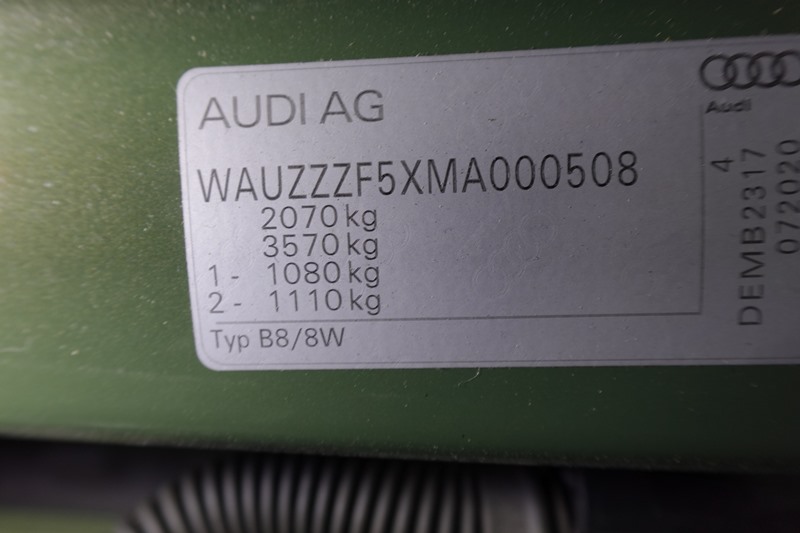 AUDI AG
Audi
WAUZZZF5XMA000508
2070 kg
3570 kg
1 - 1080 kg
2 - 1110 kg
Typ B8/8W
4
DEMB2317
072020